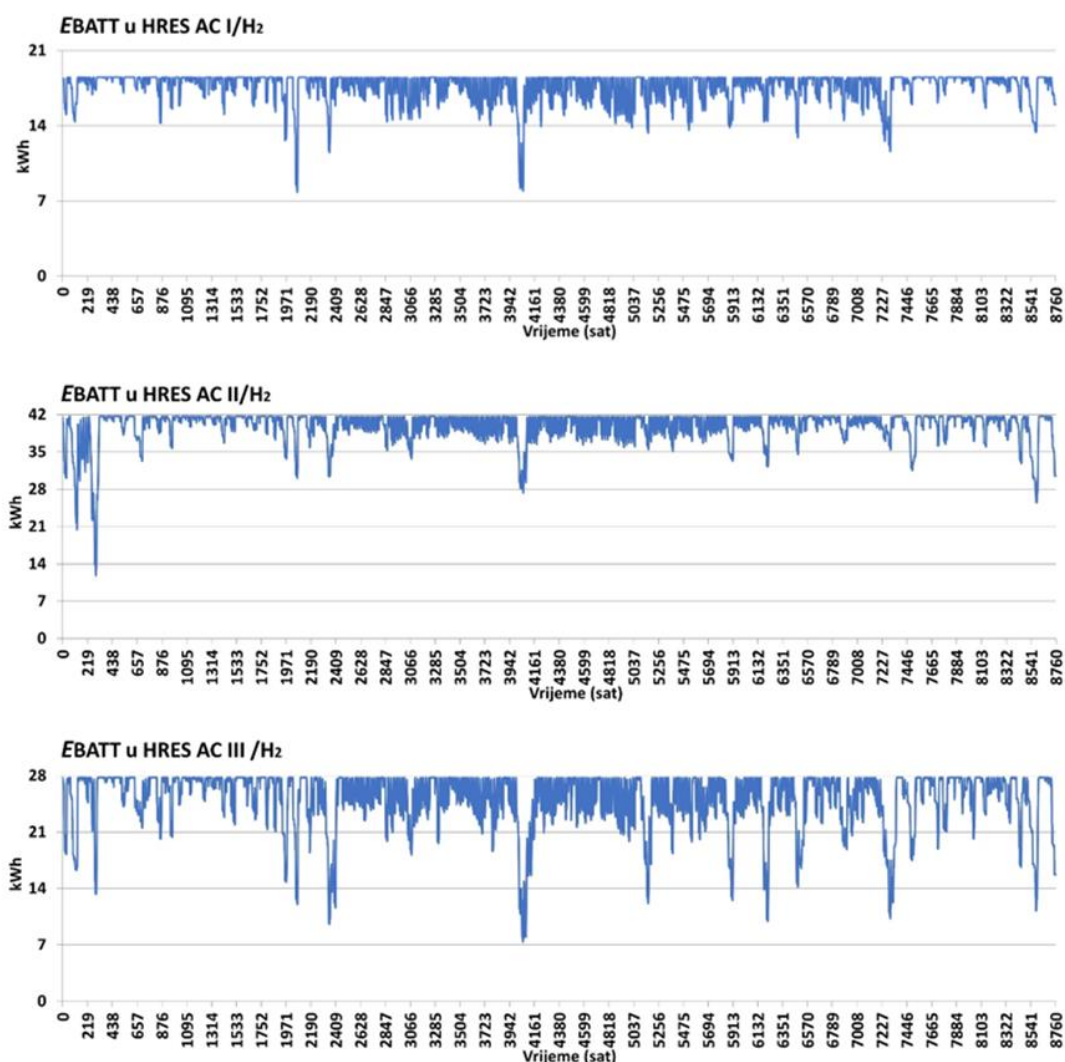 EBATT u HRES AC I/H₂
21
14
7
0
kWh
0 219 438 657 876 1095 1314 1533 1752 1971 2190 2409 2628 2847 3066 3285 3504 3723 3942 4161 4380 4599 4818 5037 5256 5475 5694 5913 6132 6351 6570 6789 7008 7227 7446 7665 7884 8103 8322 8541 8760
Vrijeme (sat)
EBATT u HRES AC II/H₂
42
35
28
21
14
7
0
kWh
0 219 438 657 876 1095 1314 1533 1752 1971 2190 2409 2628 2847 3066 3285 3504 3723 3942 4161 4380 4599 4818 5037 5256 5475 5694 5913 6132 6351 6570 6789 7008 7227 7446 7665 7884 8103 8322 8541 8760
Vrijeme (sat)
EBATT u HRES AC III /H₂
28
21
14
7
0
kWh
0 219 438 657 876 1095 1314 1533 1752 1971 2190 2409 2628 2847 3066 3285 3504 3723 3942 4161 4380 4599 4818 5037 5256 5475 5694 5913 6132 6351 6570 6789 7008 7227 7446 7665 7884 8103 8322 8541 8760
Vrijeme (sat)